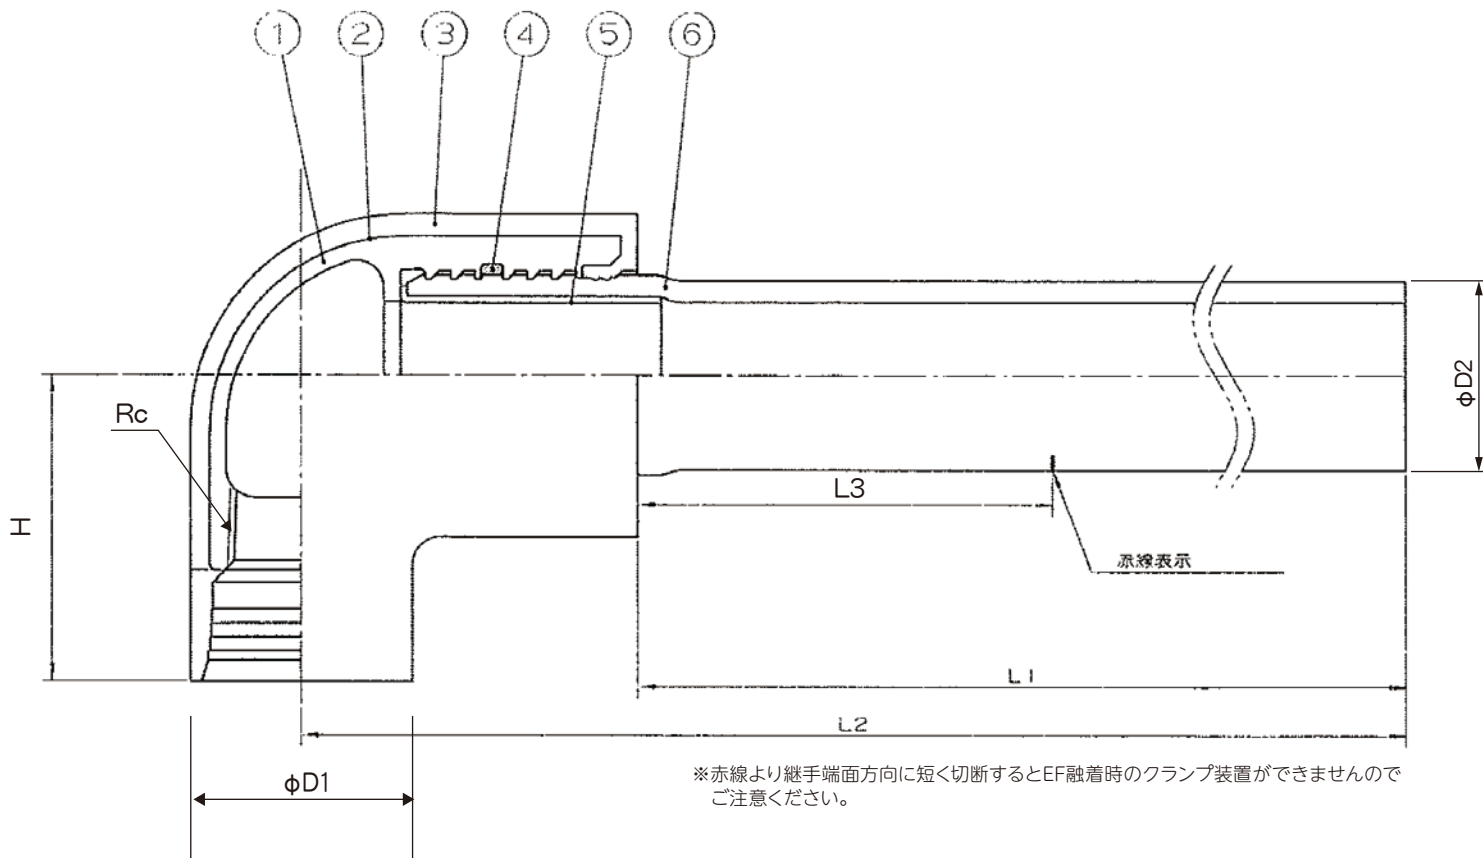 ① ② ③ ④ ⑤ ⑥
Rc
H
φD2
L3
赤線表示
L1
L2
φD1
※赤線より継手端面方向に短く切断するとEF融着時のクランプ装置ができませんので
ご注意ください。